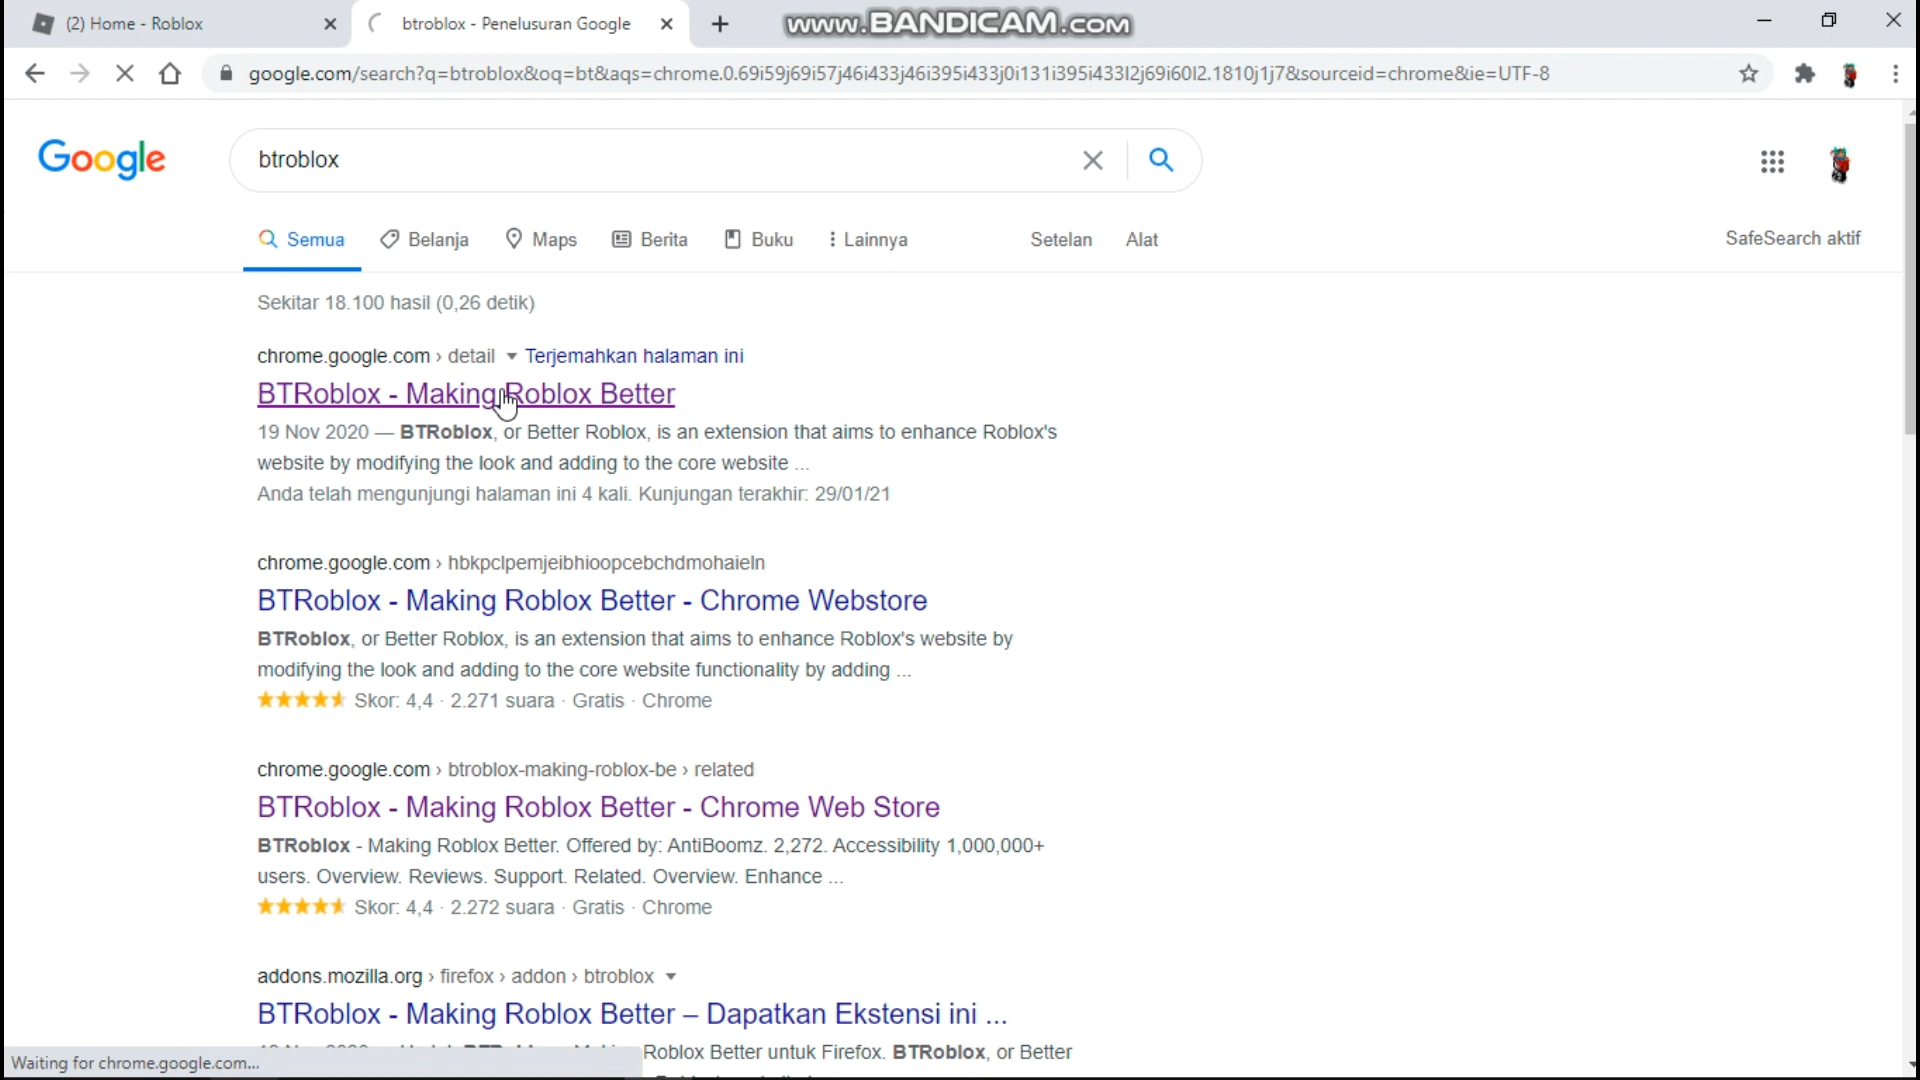 (2) Home - Roblox
btroblox - Penelusuran Google
www.BANDICAM.com
google.com/search?q=btroblox&oq=bt&aqs=chrome.0.69i59j69i57j46i433j46i395i433j0i131i395i433l2j69i60l2.1810j1j7&sourceid=chrome&ie=UTF-8
Google
btroblox
Semua
Belanja
Maps
Berita
Buku
Lainnya
Setelan
Alat
SafeSearch aktif
Sekitar 18.100 hasil (0,26 detik)
chrome.google.com › detail ▾ Terjemahkan halaman ini
BTRoblox - Making Roblox Better
19 Nov 2020 — BTRoblox, or Better Roblox, is an extension that aims to enhance Roblox's
website by modifying the look and adding to the core website ...
Anda telah mengunjungi halaman ini 4 kali. Kunjungan terakhir: 29/01/21
chrome.google.com › hbkpclpemjeibhioopcebchdmohaieln
BTRoblox - Making Roblox Better - Chrome Webstore
BTRoblox, or Better Roblox, is an extension that aims to enhance Roblox's website by
modifying the look and adding to the core website functionality by adding ...
Skor: 4,4 · 2.271 suara · Gratis · Chrome
chrome.google.com › btroblox-making-roblox-be › related
BTRoblox - Making Roblox Better - Chrome Web Store
BTRoblox - Making Roblox Better. Offered by: AntiBoomz. 2,272. Accessibility 1,000,000+
users. Overview. Reviews. Support. Related. Overview. Enhance ...
Skor: 4,4 · 2.272 suara · Gratis · Chrome
addons.mozilla.org › firefox › addon › btroblox ▾
BTRoblox - Making Roblox Better – Dapatkan Ekstensi ini ...
Roblox Better untuk Firefox. BTRoblox, or Better
Waiting for chrome.google.com...